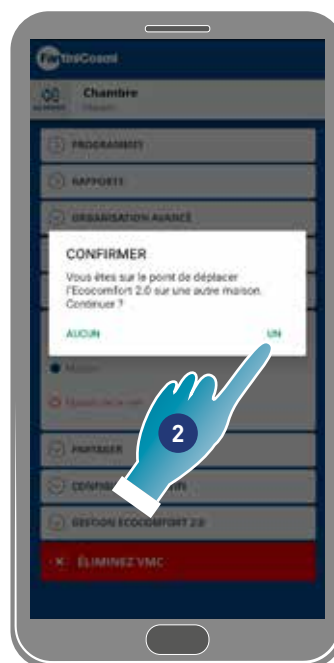 FantiniCosmi
Chambre
PROGRAMMES
RAPPORTS
ORGANISATION AVANCÉ
CONFIRMER
Vous êtes sur le point de déplacer
l'Ecocomfort 2.0 sur une autre maison.
Continuer ?
AUCUN
UN
2
PARTAGER
GESTION ECOCOMFORT 2.0
× ÉLIMINEZ VMC